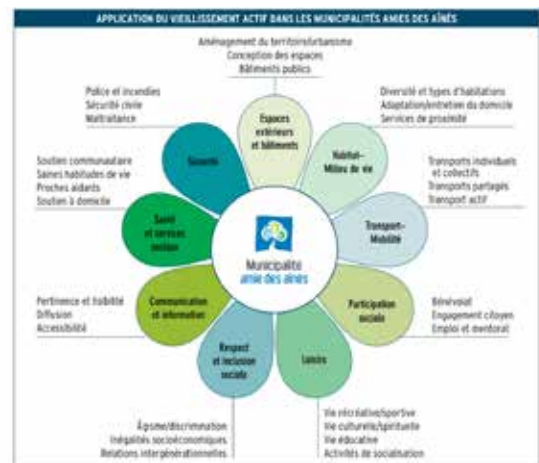 APPLICATION DU VIEILLISSEMENT ACTIF DANS LES MUNICIPALITÉS AMIES DES AÎNÉS
Aménagement du territoire/urbanisme
Conception des espaces
Bâtiments publics
Espaces
extérieurs
et bâtiments
Diversité et types d'habitations
Adaptation/entretien du domicile
Services de proximité
Habitat–
Milieu de vie
Transports individuels
et collectifs
Transports partagés
Transport actif
Transport–
Mobilité
Bénévolat
Engagement citoyen
Emploi et mentorat
Participation
sociale
Vie récréative/sportive
Vie culturelle/spirituelle
Vie éducative
Activités de socialisation
Loisirs
Âgisme/discrimination
Inégalités socioéconomiques
Relations intergénérationnelles
Respect
et inclusion
sociale
Pertinence et lisibilité
Diffusion
Accessibilité
Communication
et information
Soutien communautaire
Saines habitudes de vie
Proches aidants
Soutien à domicile
Santé
et services
sociaux
Police et incendies
Sécurité civile
Maltraitance
Sécurité
Municipalité
amie des aînés